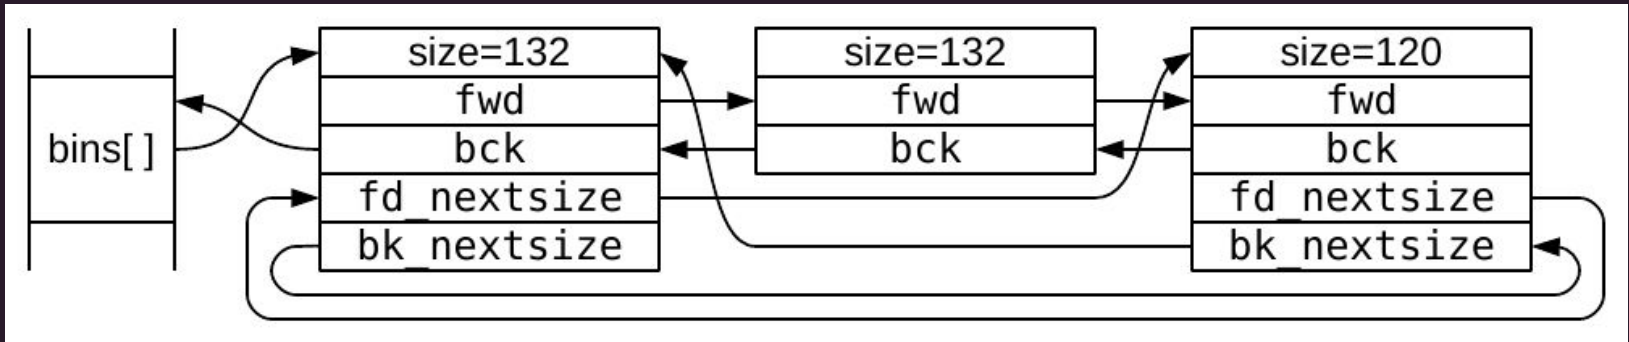 bins[ ]
size=132
fwd
bck
fd_nextsize
bk_nextsize
size=132
fwd
bck
size=120
fwd
bck
fd_nextsize
bk_nextsize